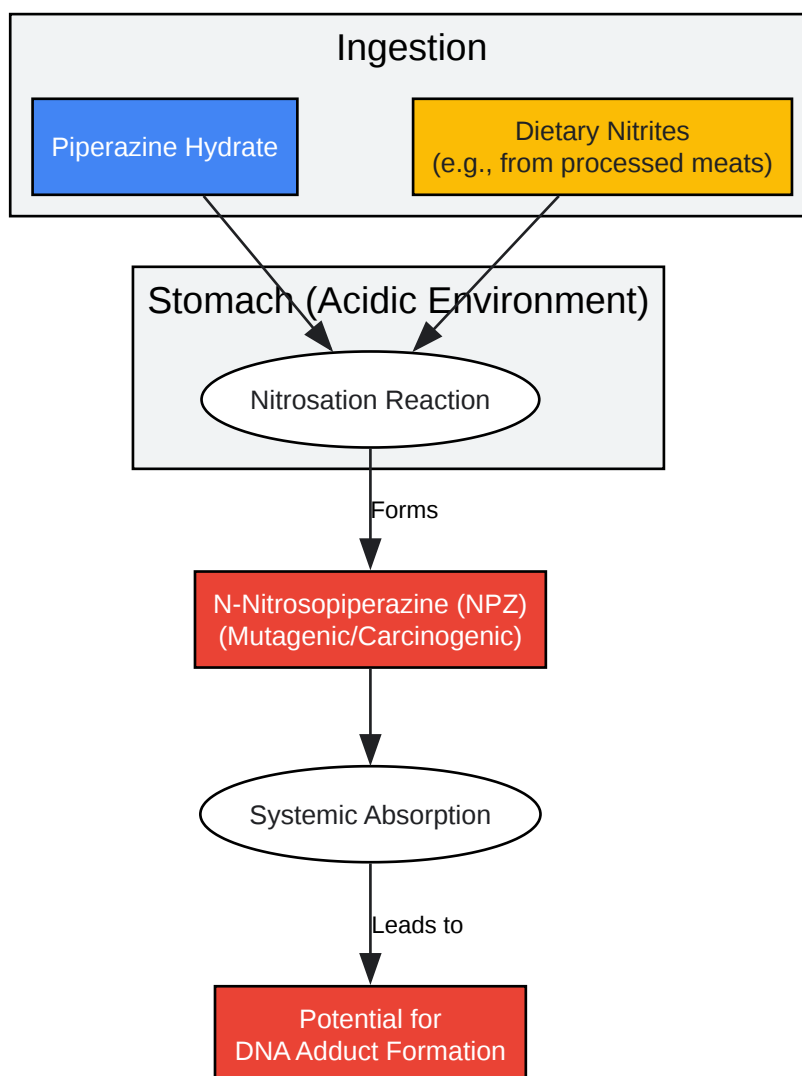 Ingestion
Piperazine Hydrate
Dietary Nitrites
(e.g., from processed meats)
Stomach (Acidic Environment)
Nitrosation Reaction
Forms
N-Nitrosopiperazine (NPZ)
(Mutagenic/Carcinogenic)
Systemic Absorption
Leads to
Potential for
DNA Adduct Formation